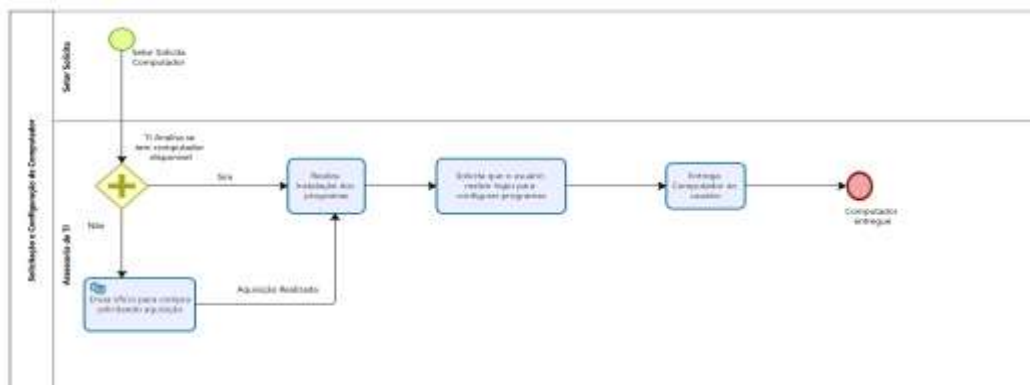 Solicitação e Configuração de Computador
Setor Solicita
Setor Solicita
Computador
Assessoria de TI
TI Analisa se
tem computador
disponível
Sim
Não
Realiza
Instalação dos
programas
Solicita que o usuário
realize login para
configurar programas
Entrega
Computador ao
usuário
Computador
entregue
Enviar ofício para compra
solicitando aquisição
Aquisição Realizada